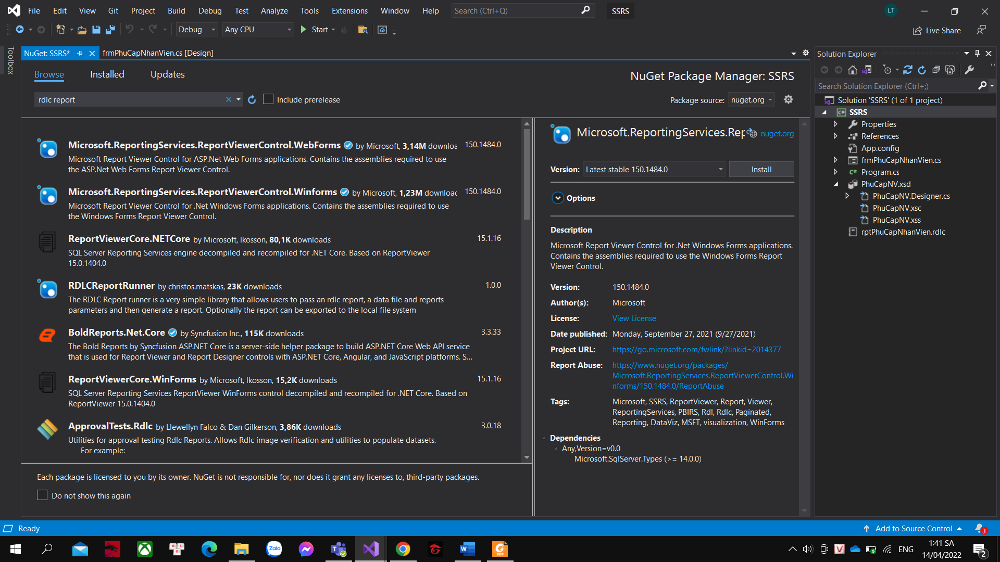 File Edit View Git Project Build Debug Test Analyze Tools Extensions Window Help Search (Ctrl+Q) SSRS LT
Debug Any CPU Start Live Share
Toolbox
NuGet: SSRS* frmPhuCapNhanVien.cs [Design]
Browse Installed Updates
NuGet Package Manager: SSRS
rdlc report Include prerelease
Package source: nuget.org
Microsoft.ReportingServices.ReportViewerControl.WebForms by Microsoft, 3,14M downloa 150.1484.0
Microsoft Report Viewer Control for ASP.Net Web Forms applications. Contains the assemblies required to use
the ASP.Net Web Forms Report Viewer Control.
Microsoft.ReportingServices.ReportViewerControl.Winforms by Microsoft, 1,23M download 150.1484.0
Microsoft Report Viewer Control for .Net Windows Forms applications. Contains the assemblies required to use
the Windows Forms Report Viewer Control.
ReportViewerCore.NETCore by Microsoft, lkosson, 80,1K downloads 15.1.16
SQL Server Reporting Services engine decompiled and recompiled for .NET Core. Based on ReportViewer
15.0.1404.0
RDLCReportRunner by christos.matskas, 23K downloads 1.0.0
The RDLC Report runner is a very simple library that allows users to pass an rdlc report, a data file and reports
parameters and then generate a report. Optionally the report can be exported to the local file system
BoldReports.Net.Core by Syncfusion Inc., 115K downloads 3.3.33
The Bold Reports by Syncfusion ASP.NET Core is a server-side helper package to build ASP.NET Core Web API service
that is used for Report Viewer and Report Designer controls with ASP.NET Core, Angular, and JavaScript platforms. S...
ReportViewerCore.WinForms by Microsoft, lkosson, 15,2K downloads 15.1.16
SQL Server Reporting Services ReportViewer WinForms control decompiled and recompiled for .NET Core. Based on
ReportViewer 15.0.1404.0
ApprovalTests.Rdlc by Llewellyn Falco & Dan Gilkerson, 3,86K downloads 3.0.18
Utilities for approval testing Rdlc Reports. Allows Rdlc image verification and utilities to populate datasets.
For example:
Each package is licensed to you by its owner. NuGet is not responsible for, nor does it grant any licenses to, third-party packages.
Do not show this again
Microsoft.ReportingServices.Rep nuget.org
Version: Latest stable 150.1484.0 Install
Options
Description
Microsoft Report Viewer Control for .Net Windows Forms applications.
Contains the assemblies required to use the Windows Forms Report
Viewer Control.
Version: 150.1484.0
Author(s): Microsoft
License: View License
Date published: Monday, September 27, 2021 (9/27/2021)
Project URL: https://go.microsoft.com/fwlink/?linkid=2014377
Report Abuse: https://www.nuget.org/packages/
Microsoft.ReportingServices.ReportViewerControl.Wi
nforms/150.1484.0/ReportAbuse
Tags: Microsoft, SSRS, ReportViewer, Report, Viewer,
ReportingServices, PBIRS, Rdl, Rdlc, Paginated,
Reporting, DataViz, MSFT, visualization, WinForms
Dependencies
Any,Version=v0.0
Microsoft.SqlServer.Types (>= 14.0.0)
Solution Explorer
Search Solution Explorer (Ctrl+;)
Solution 'SSRS' (1 of 1 project)
C# SSRS
Properties
References
App.config
frmPhuCapNhanVien.cs
C# Program.cs
PhuCapNV.xsd
PhuCapNV.Designer.cs
PhuCapNV.xsc
PhuCapNV.xss
rptPhuCapNhanVien.rdlc
Ready Add to Source Control 3
Zalo PDF ENG 1:41 SA
14/04/2022 2